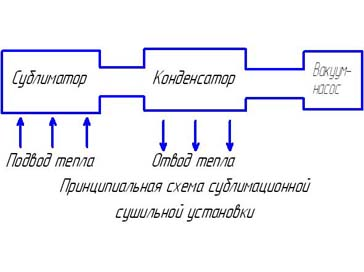 Сублиматор
Конденсатор
Вакуум-
насос
Подвод тепла
Отвод тепла
Принципиальная схема сублимационной
сушильной установки